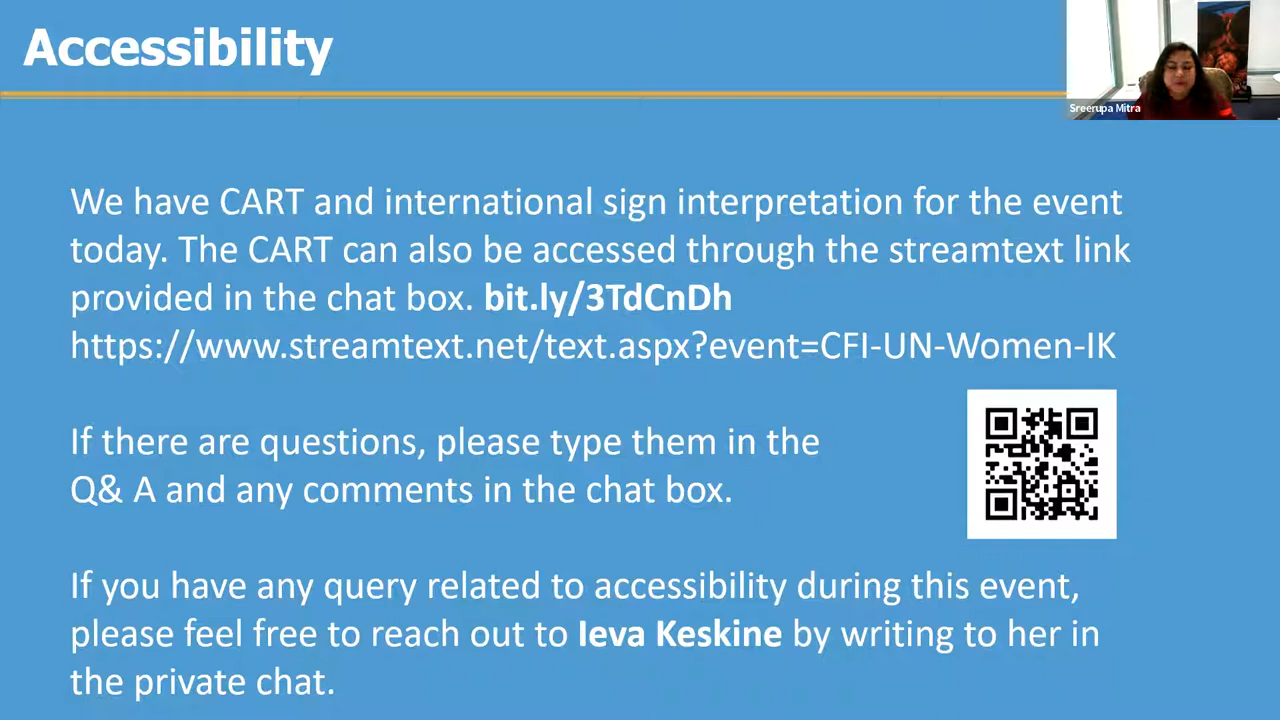 Accessibility
Sreerupa Mitra
We have CART and international sign interpretation for the event
today. The CART can also be accessed through the streamtext link
provided in the chat box. bit.ly/3TdCnDh
https://www.streamtext.net/text.aspx?event=CFI-UN-Women-IK
If there are questions, please type them in the
Q& A and any comments in the chat box.
If you have any query related to accessibility during this event,
please feel free to reach out to Ieva Keskine by writing to her in
the private chat.